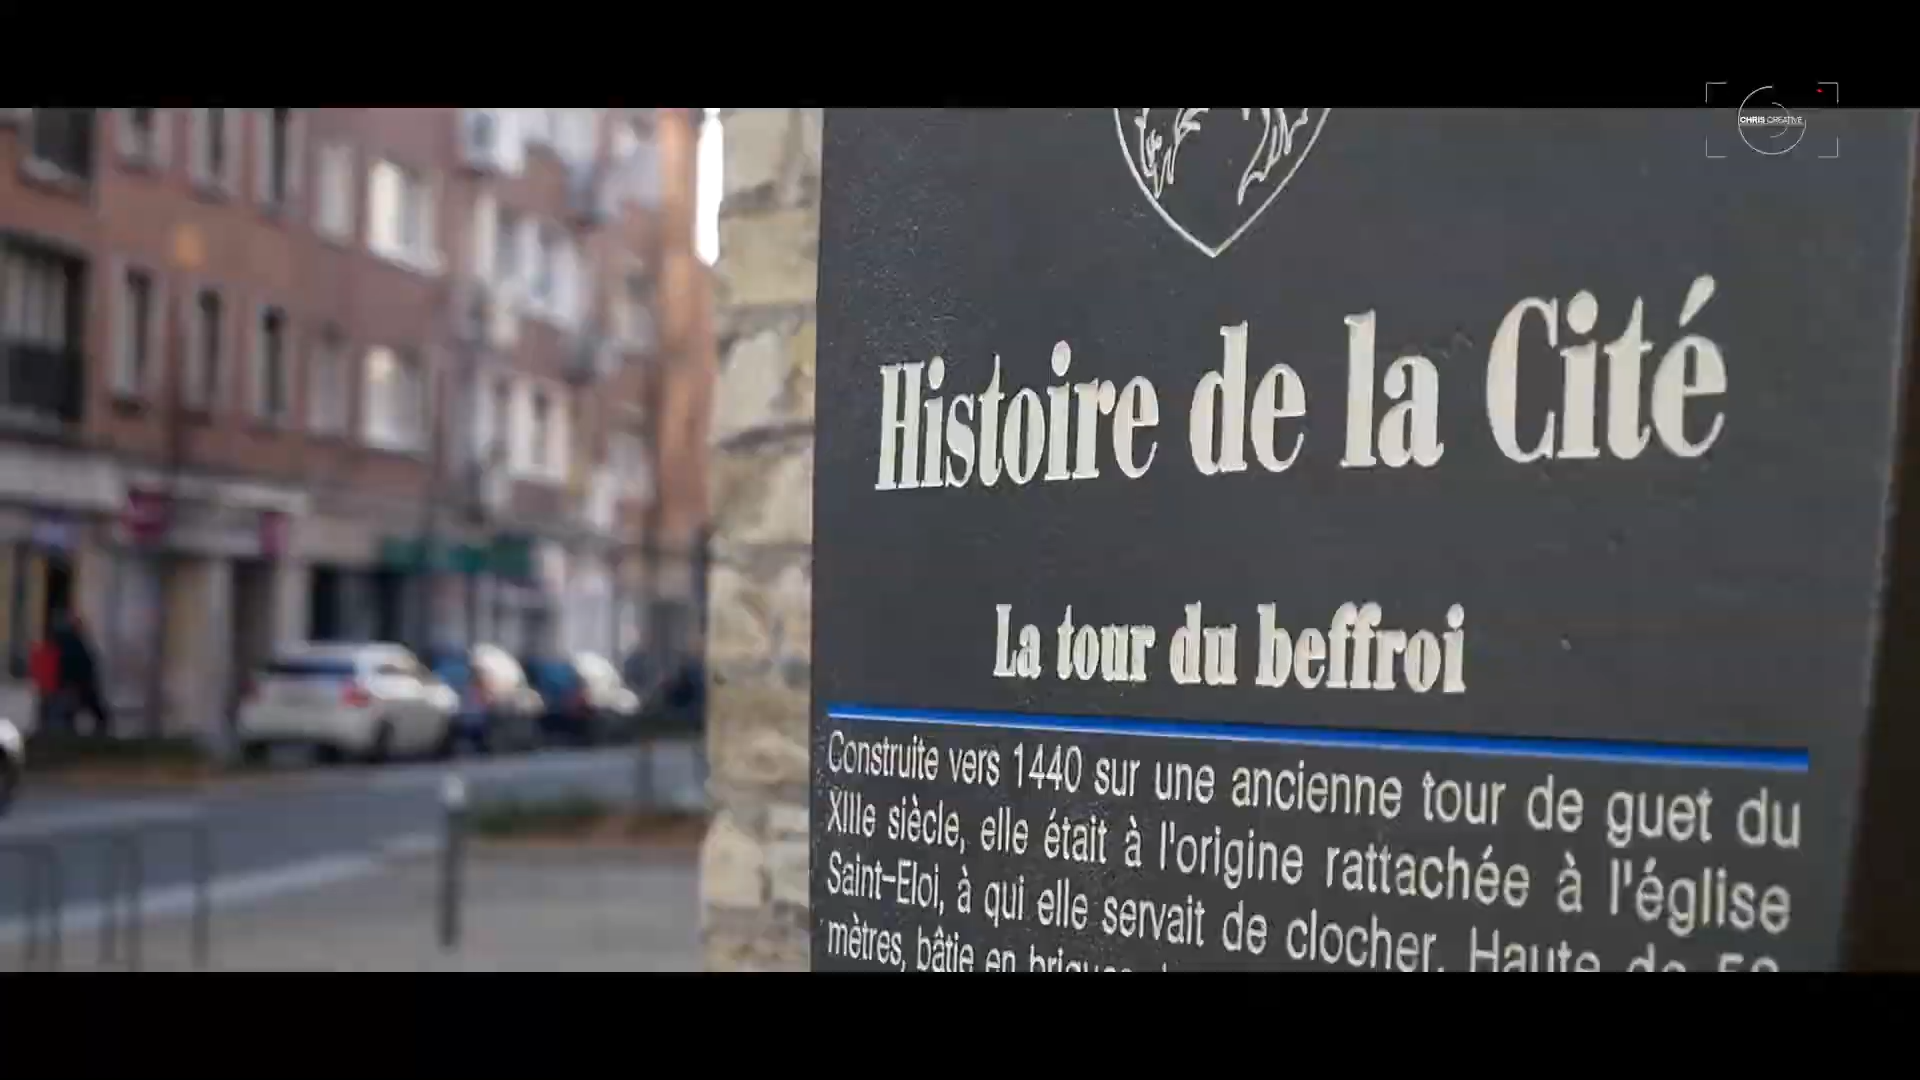 CHRIS CREATIVE
Histoire de la Cité
La tour du beffroi
Construite vers 1440 sur une ancienne tour de guet du
XIIIe siècle, elle était à l'origine rattachée à l'église
Saint-Eloi, à qui elle servait de clocher. Haute de
mètres, bâtie en briques